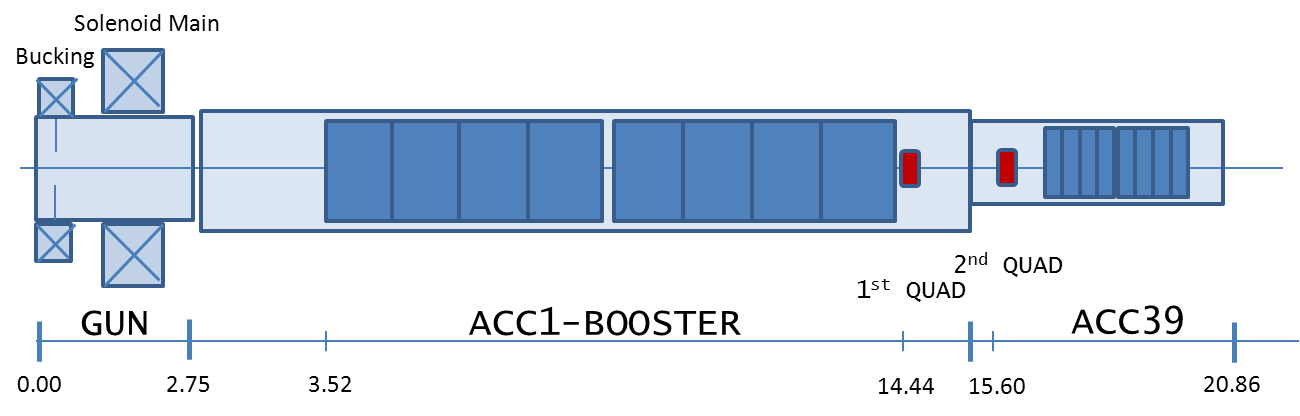 Solenoid Main
Bucking
2nd QUAD
1st QUAD
GUN
ACC1-BOOSTER
ACC39
0.00
2.75
3.52
14.44
15.60
20.86